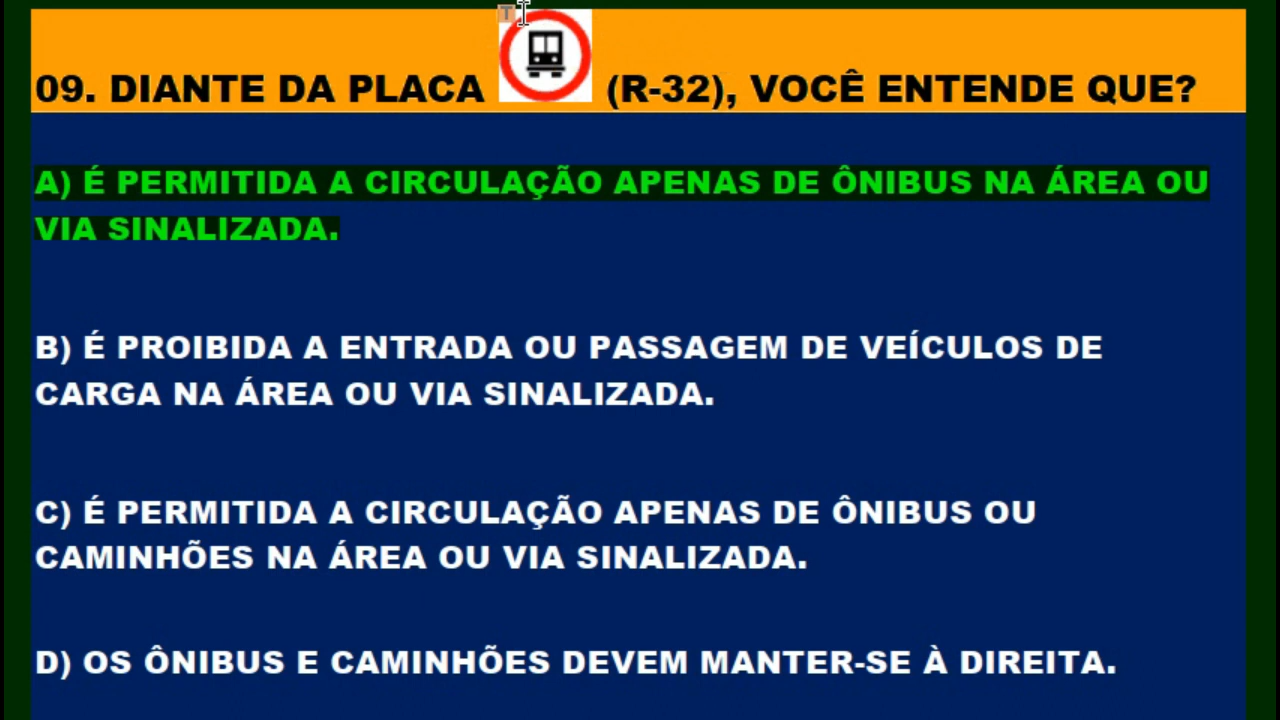 09. DIANTE DA PLACA (R-32), VOCÊ ENTENDE QUE?
A) É PERMITIDA A CIRCULAÇÃO APENAS DE ÔNIBUS NA ÁREA OU
VIA SINALIZADA.
B) É PROIBIDA A ENTRADA OU PASSAGEM DE VEÍCULOS DE
CARGA NA ÁREA OU VIA SINALIZADA.
C) É PERMITIDA A CIRCULAÇÃO APENAS DE ÔNIBUS OU
CAMINHÕES NA ÁREA OU VIA SINALIZADA.
D) OS ÔNIBUS E CAMINHÕES DEVEM MANTER-SE À DIREITA.